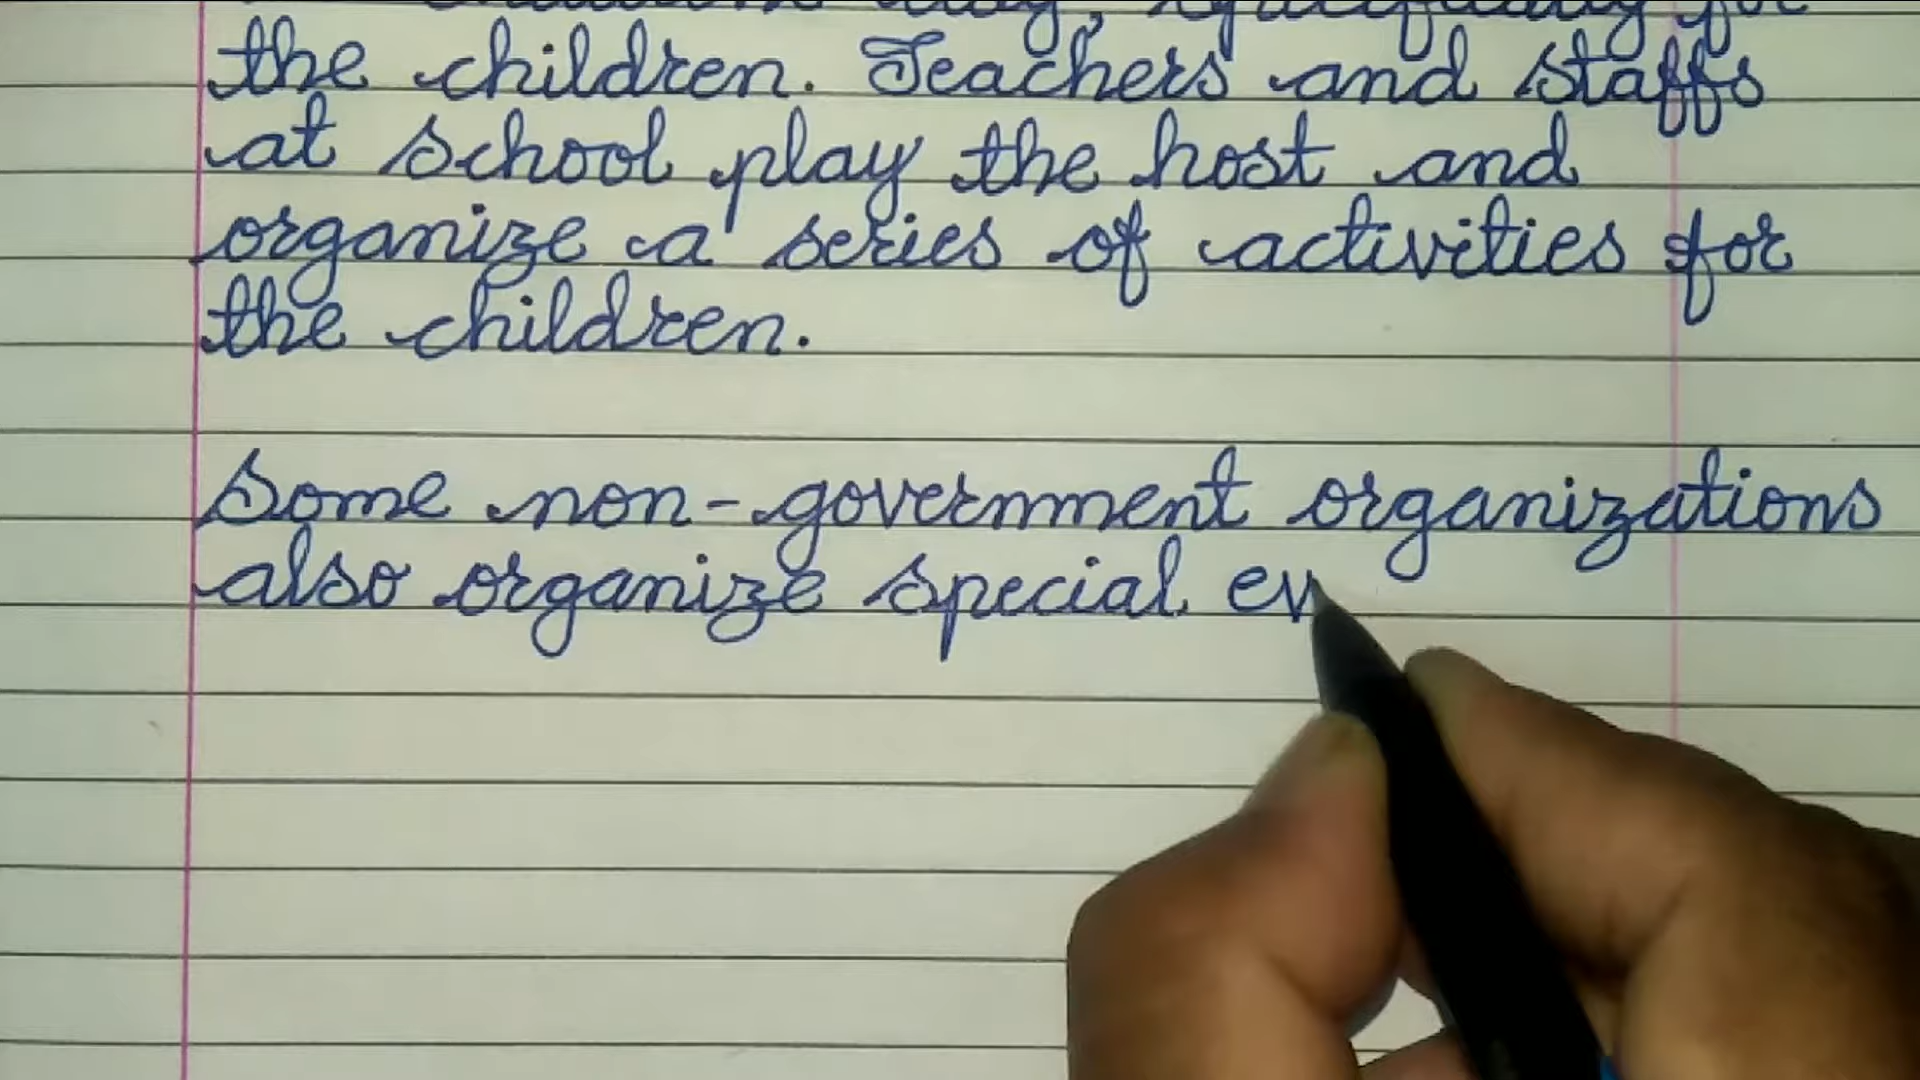 for
the children. Teachers and staffs
at school play the host and
organize a series of activities for
the children.
Some non-government organizations
also organize special ev